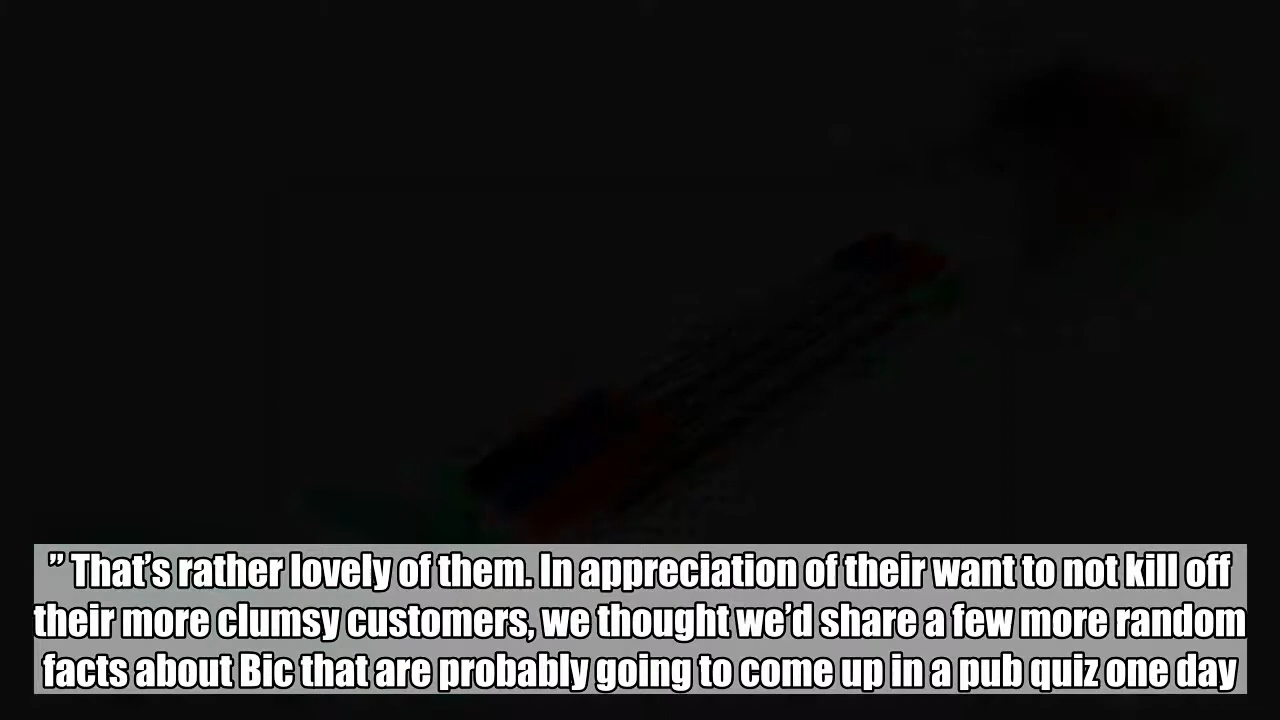 ” That’s rather lovely of them. In appreciation of their want to not kill off
their more clumsy customers, we thought we’d share a few more random
facts about Bic that are probably going to come up in a pub quiz one day